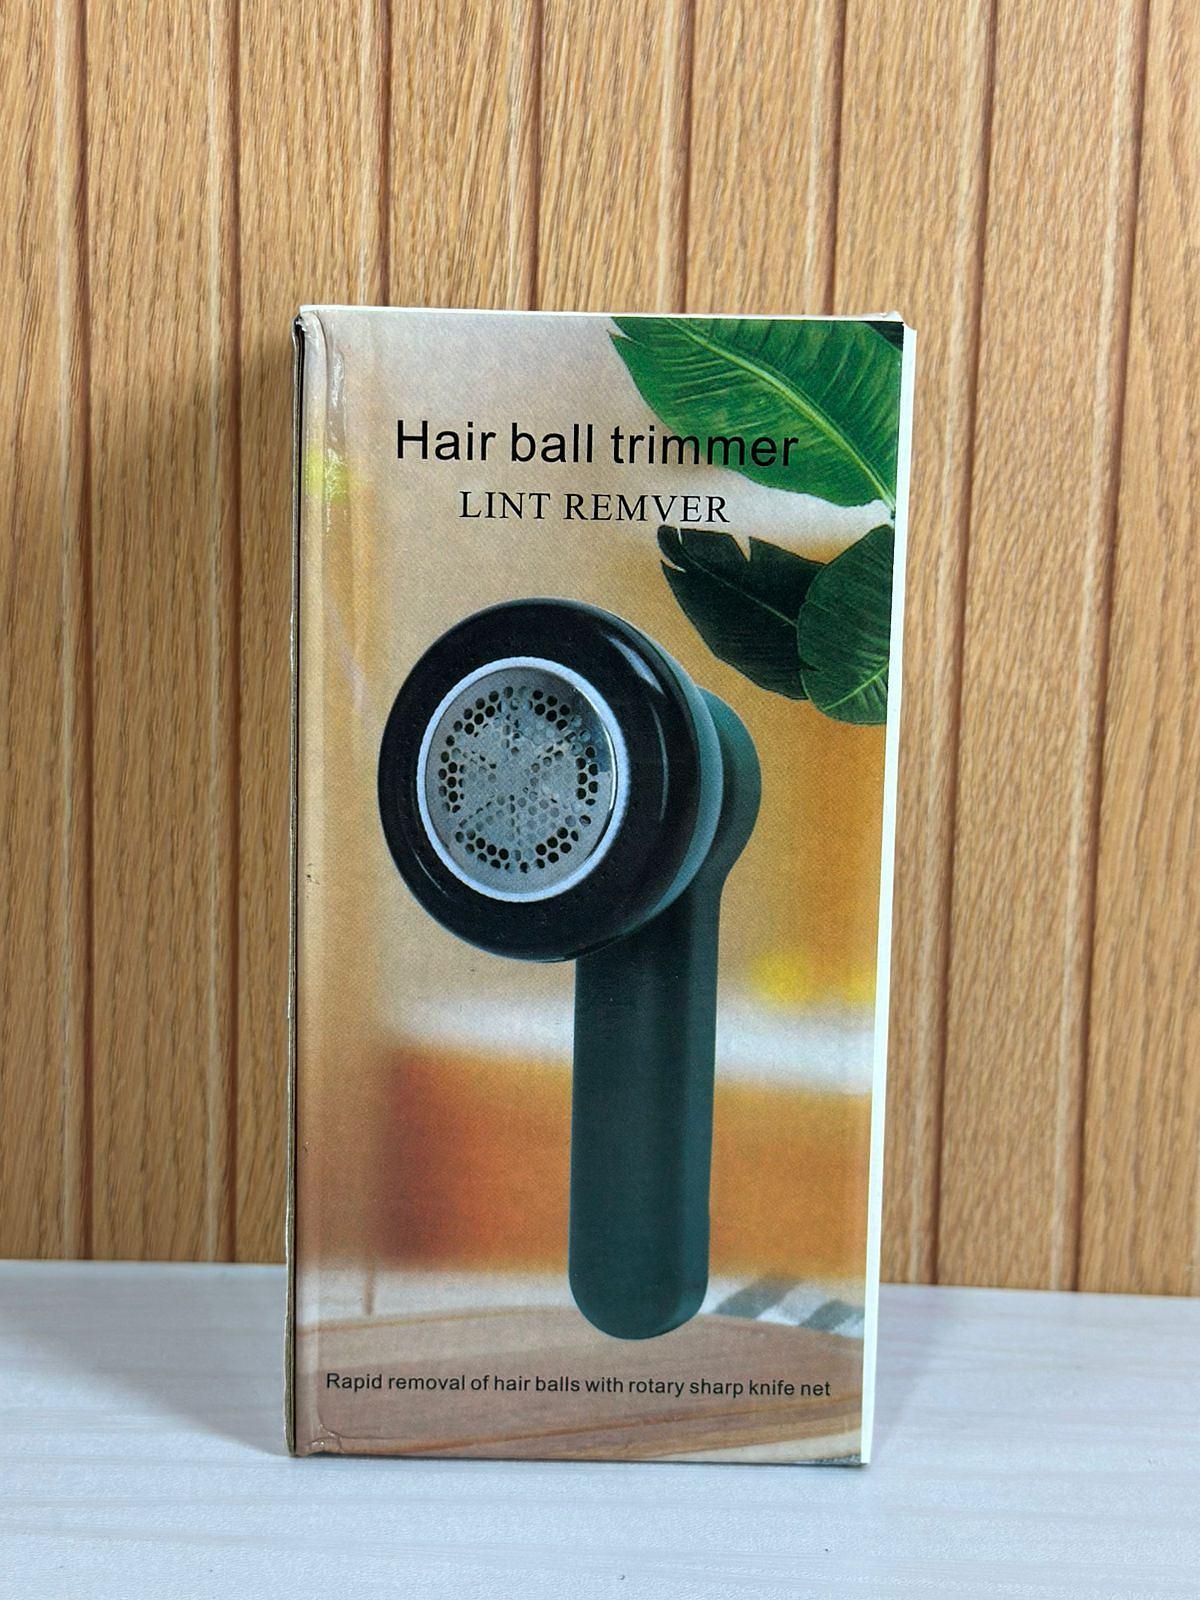 Hair ball trimmer
LINT REMVER
Rapid removal of hair balls with rotary sharp knife net